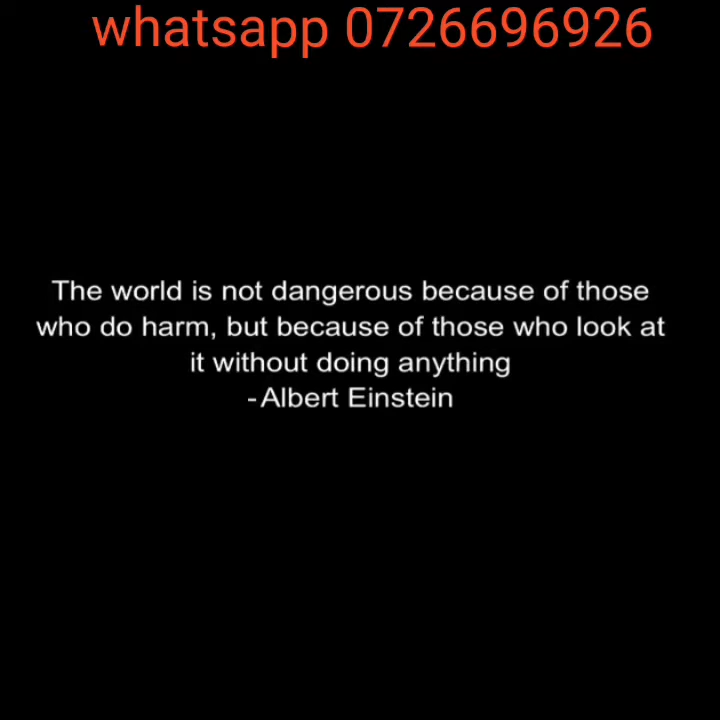 whatsapp 0726696926
The world is not dangerous because of those
who do harm, but because of those who look at
it without doing anything
-Albert Einstein